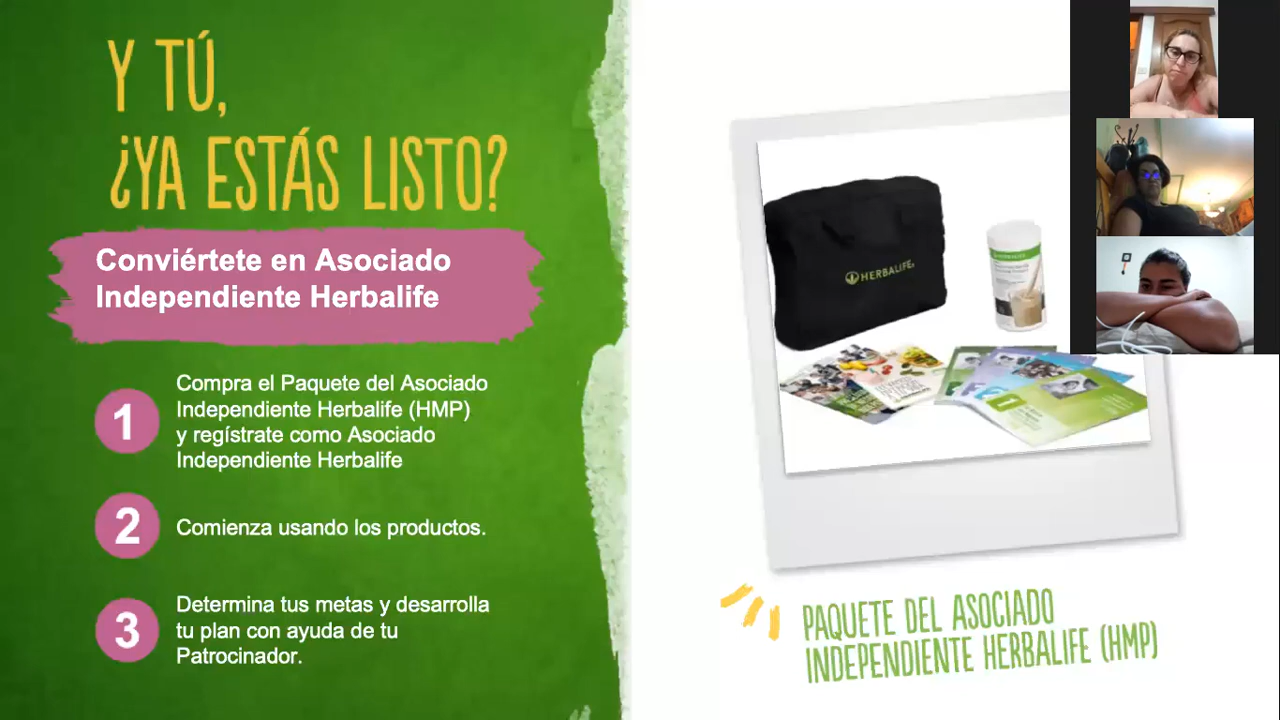 Y TÚ,
¿YA ESTÁS LISTO?
Conviértete en Asociado
Independiente Herbalife
1
Compra el Paquete del Asociado
Independiente Herbalife (HMP)
y regístrate como Asociado
Independiente Herbalife
2
Comienza usando los productos.
3
Determina tus metas y desarrolla
tu plan con ayuda de tu
Patrocinador.
HERBALIFE
PAQUETE DEL ASOCIADO
INDEPENDIENTE HERBALIFE (HMP)